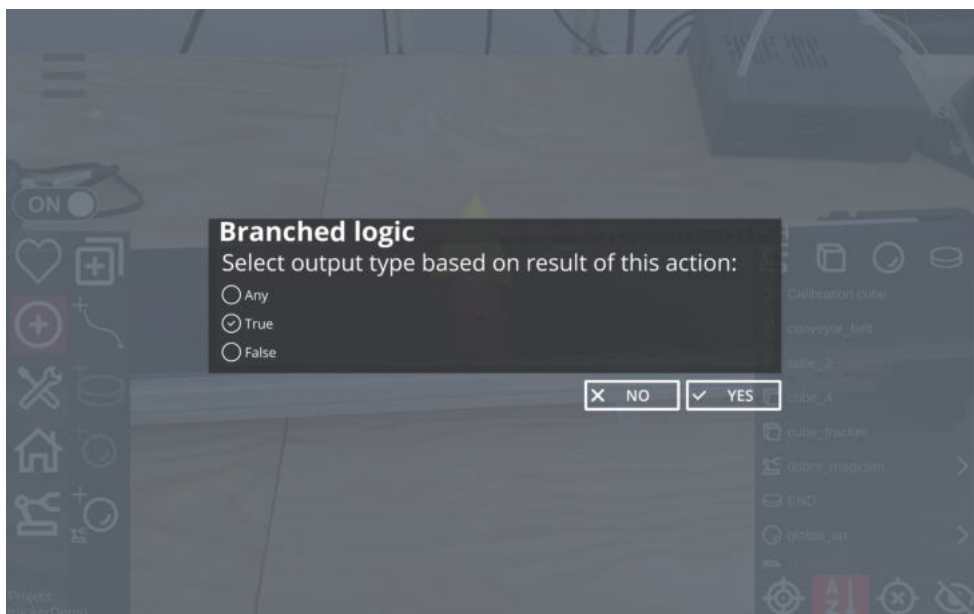 ON
Branched logic
Select output type based on result of this action:
Any
True
False
NO
YES
Calibration cube
conveyor_belt
cube_2
cube_4
cube_tracker
dobot_magician
END
global_ap
A
Z
Project: